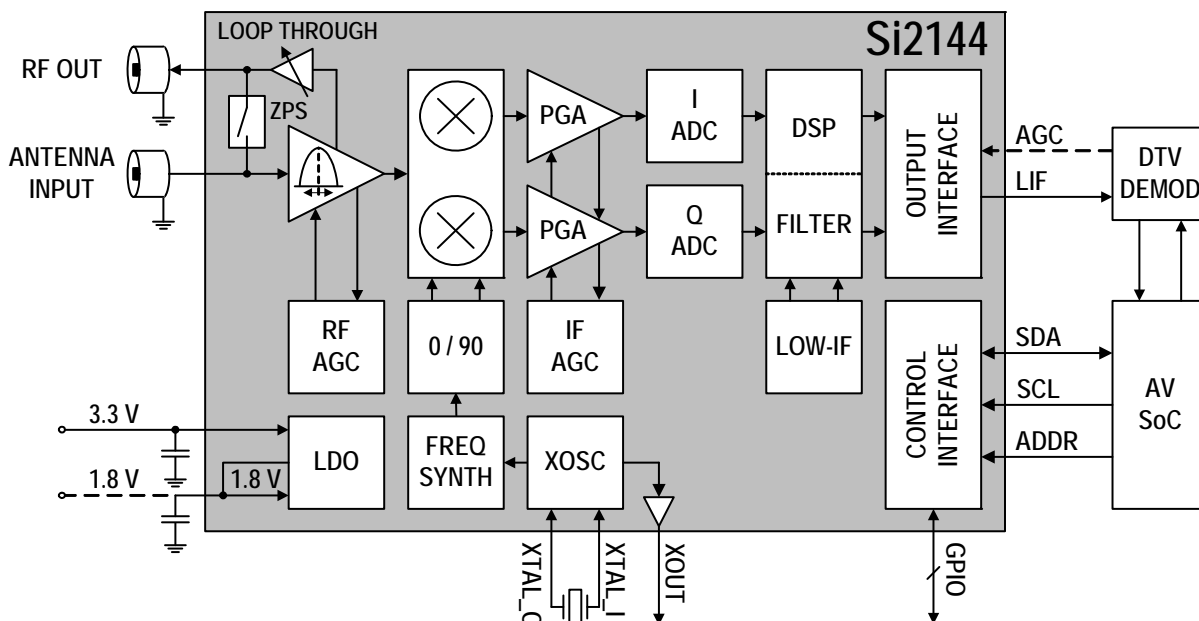 Si2144
LOOP THROUGH
RF OUT
ZPS
ANTENNA
INPUT
PGA
I
ADC
DSP
OUTPUT
INTERFACE
AGC
LIF
DTV
DEMOD
PGA
Q
ADC
FILTER
RF
AGC
0 / 90
IF
AGC
LOW-IF
CONTROL
INTERFACE
SDA
SCL
ADDR
AV
SoC
3.3 V
1.8 V
1.8 V
LDO
FREQ
SYNTH
XOSC
XTAL_I
XOUT
GPIO